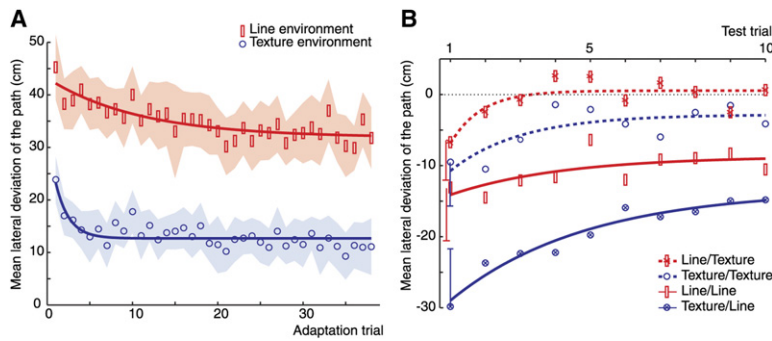 A
Line environment
Texture environment
Mean lateral deviation of the path (cm)
50
40
30
20
10
0
0
10
20
30
Adaptation trial
B
Test trial
1
5
10
Mean lateral deviation of the path (cm)
0
-10
-20
-30
Line/Texture
Texture/Texture
Line/Line
Texture/Line